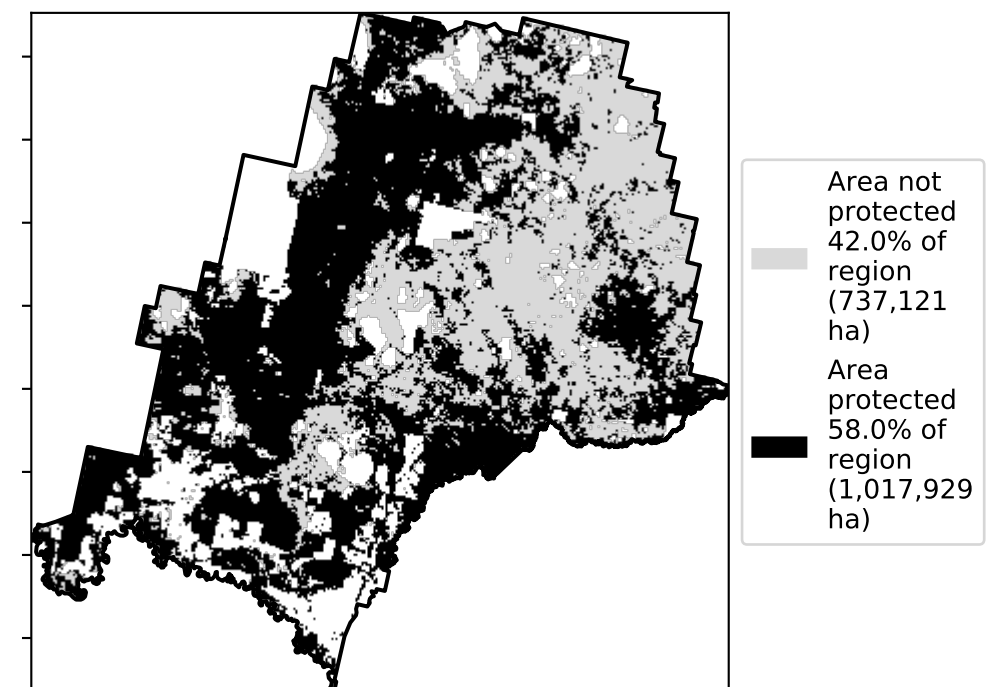 Area not
protected
42.0% of
region
(737,121
ha)
Area
protected
58.0% of
region
(1,017,929
ha)